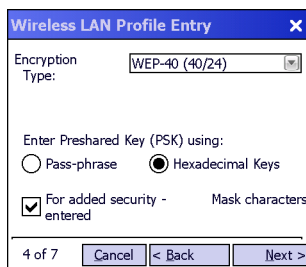 Wireless LAN Profile Entry X
Encryption Type: WEP-40 (40/24)
Enter Preshared Key (PSK) using:
Pass-phrase Hexadecimal Keys
For added security - Mask characters
entered
4 of 7 Cancel < Back Next >